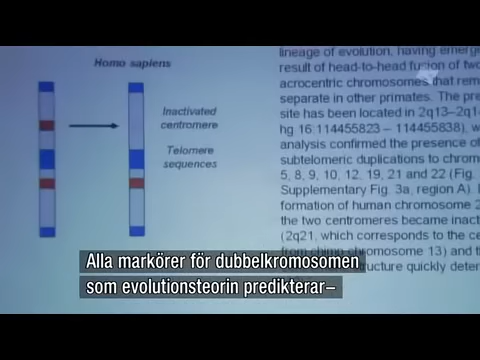 Homo sapiens
Inactivated
centromere
Telomere
sequences
lineage of evolution, having emerg
result of head-to-head fusion of two
acrocentric chromosomes that rem
separate in other primates. The pre
site has been located in 2q13–2q1
hg 16:114455823 – 114455838), wh
analysis confirmed the presence of
subtelomeric duplications to chrom
5, 8, 9, 10, 12, 19, 21 and 22 (Fig.
Supplementary Fig. 3a, region A).
formation of human chromosome 2
the two centromeres became inact
(2q21, which corresponds to the ce
from chimp chromosome 13) and th
structure quickly deter
Alla markörer för dubbelkromosomen
som evolutionsteorin predikterar–